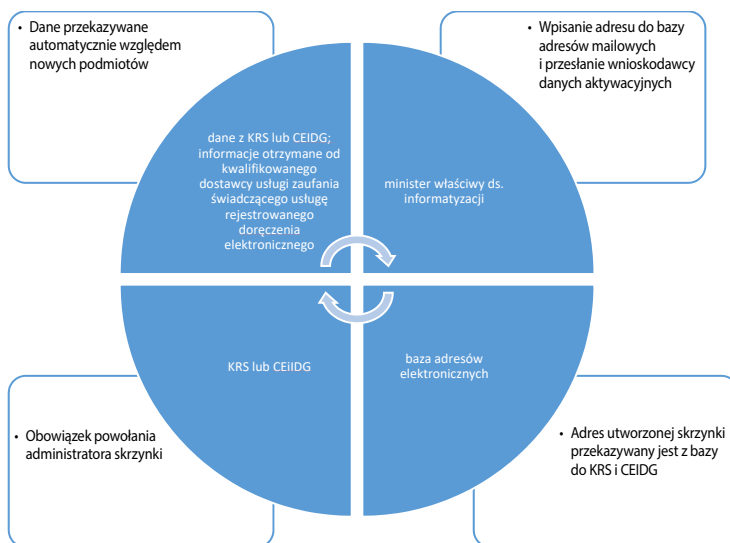 • Dane przekazywane
automatycznie względem
nowych podmiotów
• Wpisanie adresu do bazy
adresów mailowych
i przesłanie wnioskodawcy
danych aktywacyjnych
dane z KRS lub CEIDG;
informacje otrzymane od
kwalifikowanego
dostawcy usługi zaufania
świadczącego usługę
rejestrowanego
doręczenia
elektronicznego
minister właściwy ds.
informatyzacji
KRS lub CEiIDG
baza adresów
elektronicznych
• Obowiązek powołania
administratora skrzynki
• Adres utworzonej skrzynki
przekazywany jest z bazy
do KRS i CEIDG